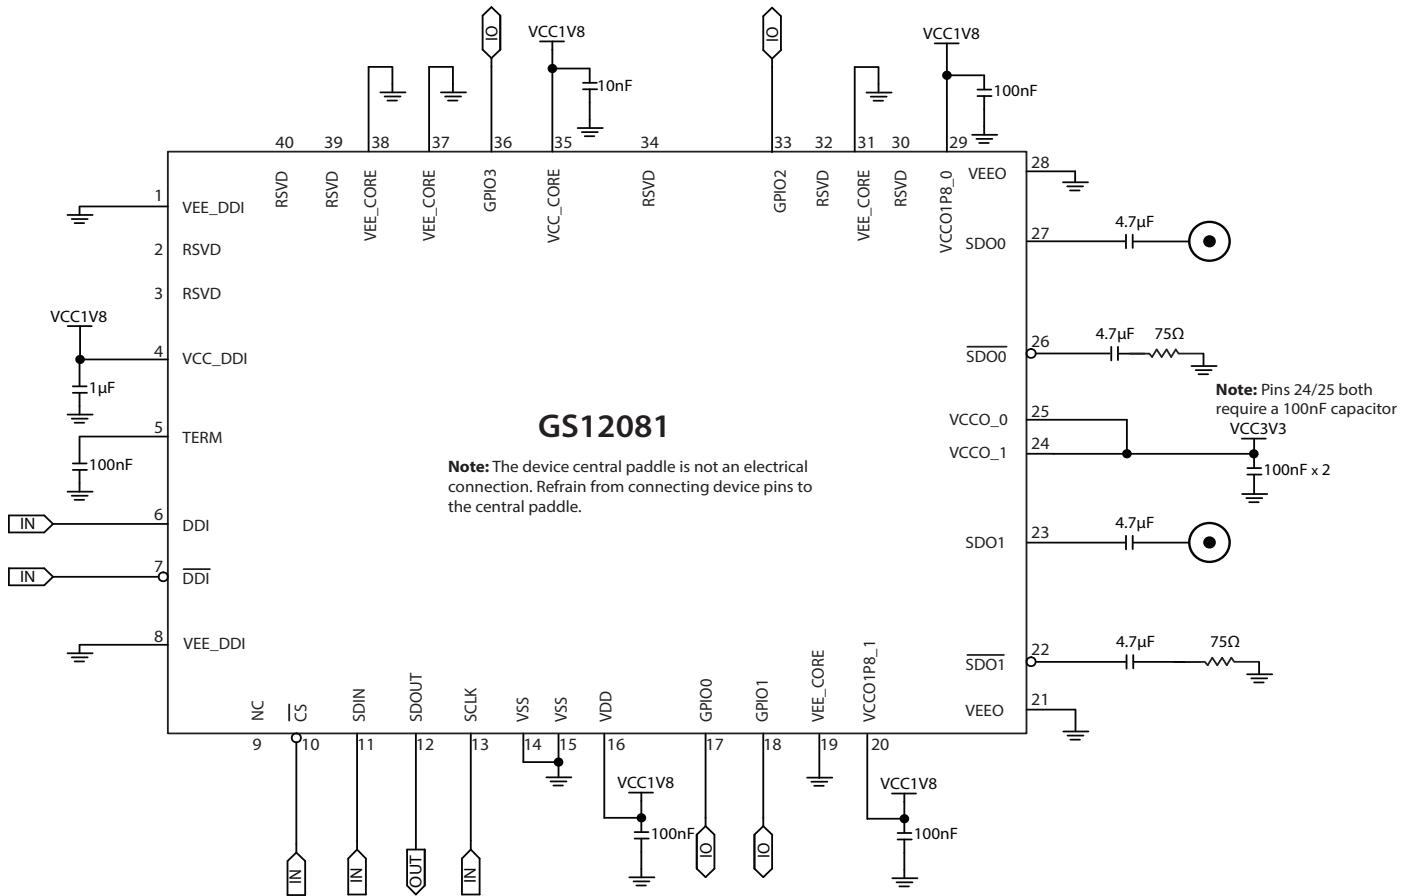 IO
VCC1V8
10nF
IO
VCC1V8
100nF
40
39
38
37
36
35
34
33
32
31
30
29
RSVD
RSVD
VEE_CORE
VEE_CORE
GPIO3
VCC_CORE
RSVD
GPIO2
RSVD
VEE_CORE
RSVD
VCCO1P8_0
1
VEE_DDI
2
RSVD
3
RSVD
VCC1V8
4
VCC_DDI
1µF
5
TERM
100nF
IN
6
DDI
IN
7
DDI
8
VEE_DDI
GS12081
Note: The device central paddle is not an electrical
connection. Refrain from connecting device pins to
the central paddle.
VEEO
28
SDO0
27
4.7µF
SDO0
26
4.7µF
75Ω
Note: Pins 24/25 both
require a 100nF capacitor
VCCO_0
25
VCCO_1
24
VCC3V3
100nF x 2
SDO1
23
4.7µF
SDO1
22
4.7µF
75Ω
VEEO
21
NC
CS
SDIN
SDOUT
SCLK
VSS
VSS
VDD
GPIO0
GPIO1
VEE_CORE
VCCO1P8_1
9
10
11
12
13
14
15
16
17
18
19
20
VCC1V8
100nF
VCC1V8
100nF
IN
IN
OUT
IN
IO
IO